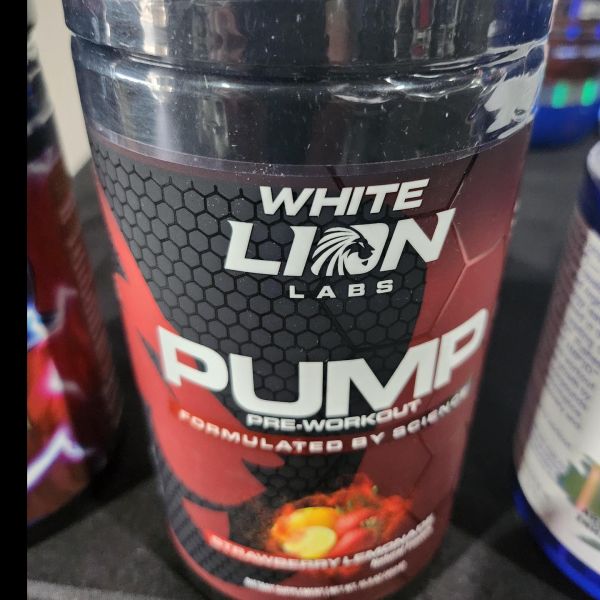 WHITE
LION
LABS
PUMP
PRE-WORKOUT
FORMULATED BY SCIENCE
STRAWBERRY LEMONADE